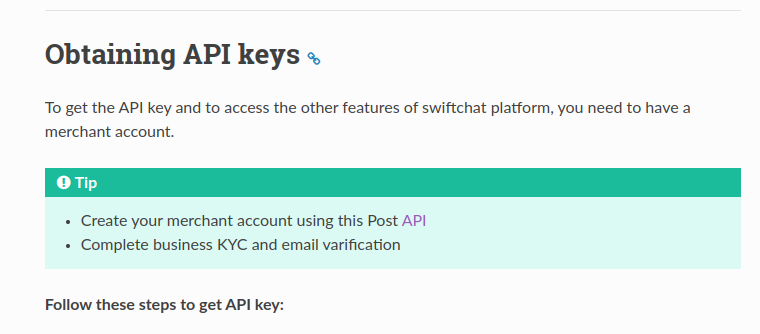 Obtaining API keys
To get the API key and to access the other features of swiftchat platform, you need to have a
merchant account.
Tip
Create your merchant account using this Post API
Complete business KYC and email varification
Follow these steps to get API key: